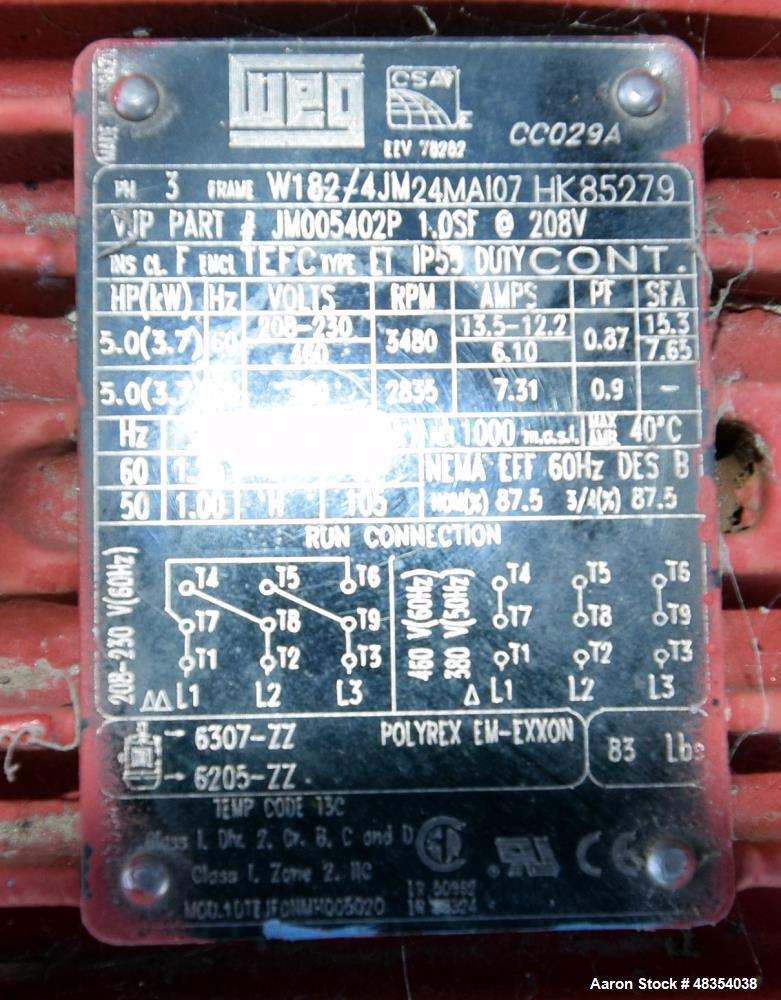 weg
CSA
E
EEV 78282
CC029A
PH 3 FRAME W182/4JM24MAI07 HK85279
WJP PART # JM005402P 1.0SF @ 208V
INS CL. F ENCL TEFC TYPE ET IP55 DUTY CONT.
HP(kW) Hz VOLTS RPM AMPS PF SFA
5.0(3.7) 60 208-230 3480 13.5-12.2 0.87 15.3
460 6.10 7.65
2835 7.31 0.9 -
Hz 1000 m.a.s.l. MAX AMB. 40°C
60 NEMA EFF 60Hz DES B
50 1.00 H 105 NOM(%) 87.5 3/4(%) 87.5
RUN CONNECTION
208-230 V(60Hz)
T4 T5 T6
T7 T8 T9
T1 T2 T3
ΔΔ L1 L2 L3
460 V(60Hz)
380 V(50Hz)
T4 T5 T6
T7 T8 T9
T1 T2 T3
Δ L1 L2 L3
6307-ZZ POLYREX EM-EXXON 83 Lbs
6205-ZZ
TEMP CODE T3C
Class I, Div. 2, Gr. B, C and D
Class I, Zone 2, IIC
CE
Aaron Stock # 48354038